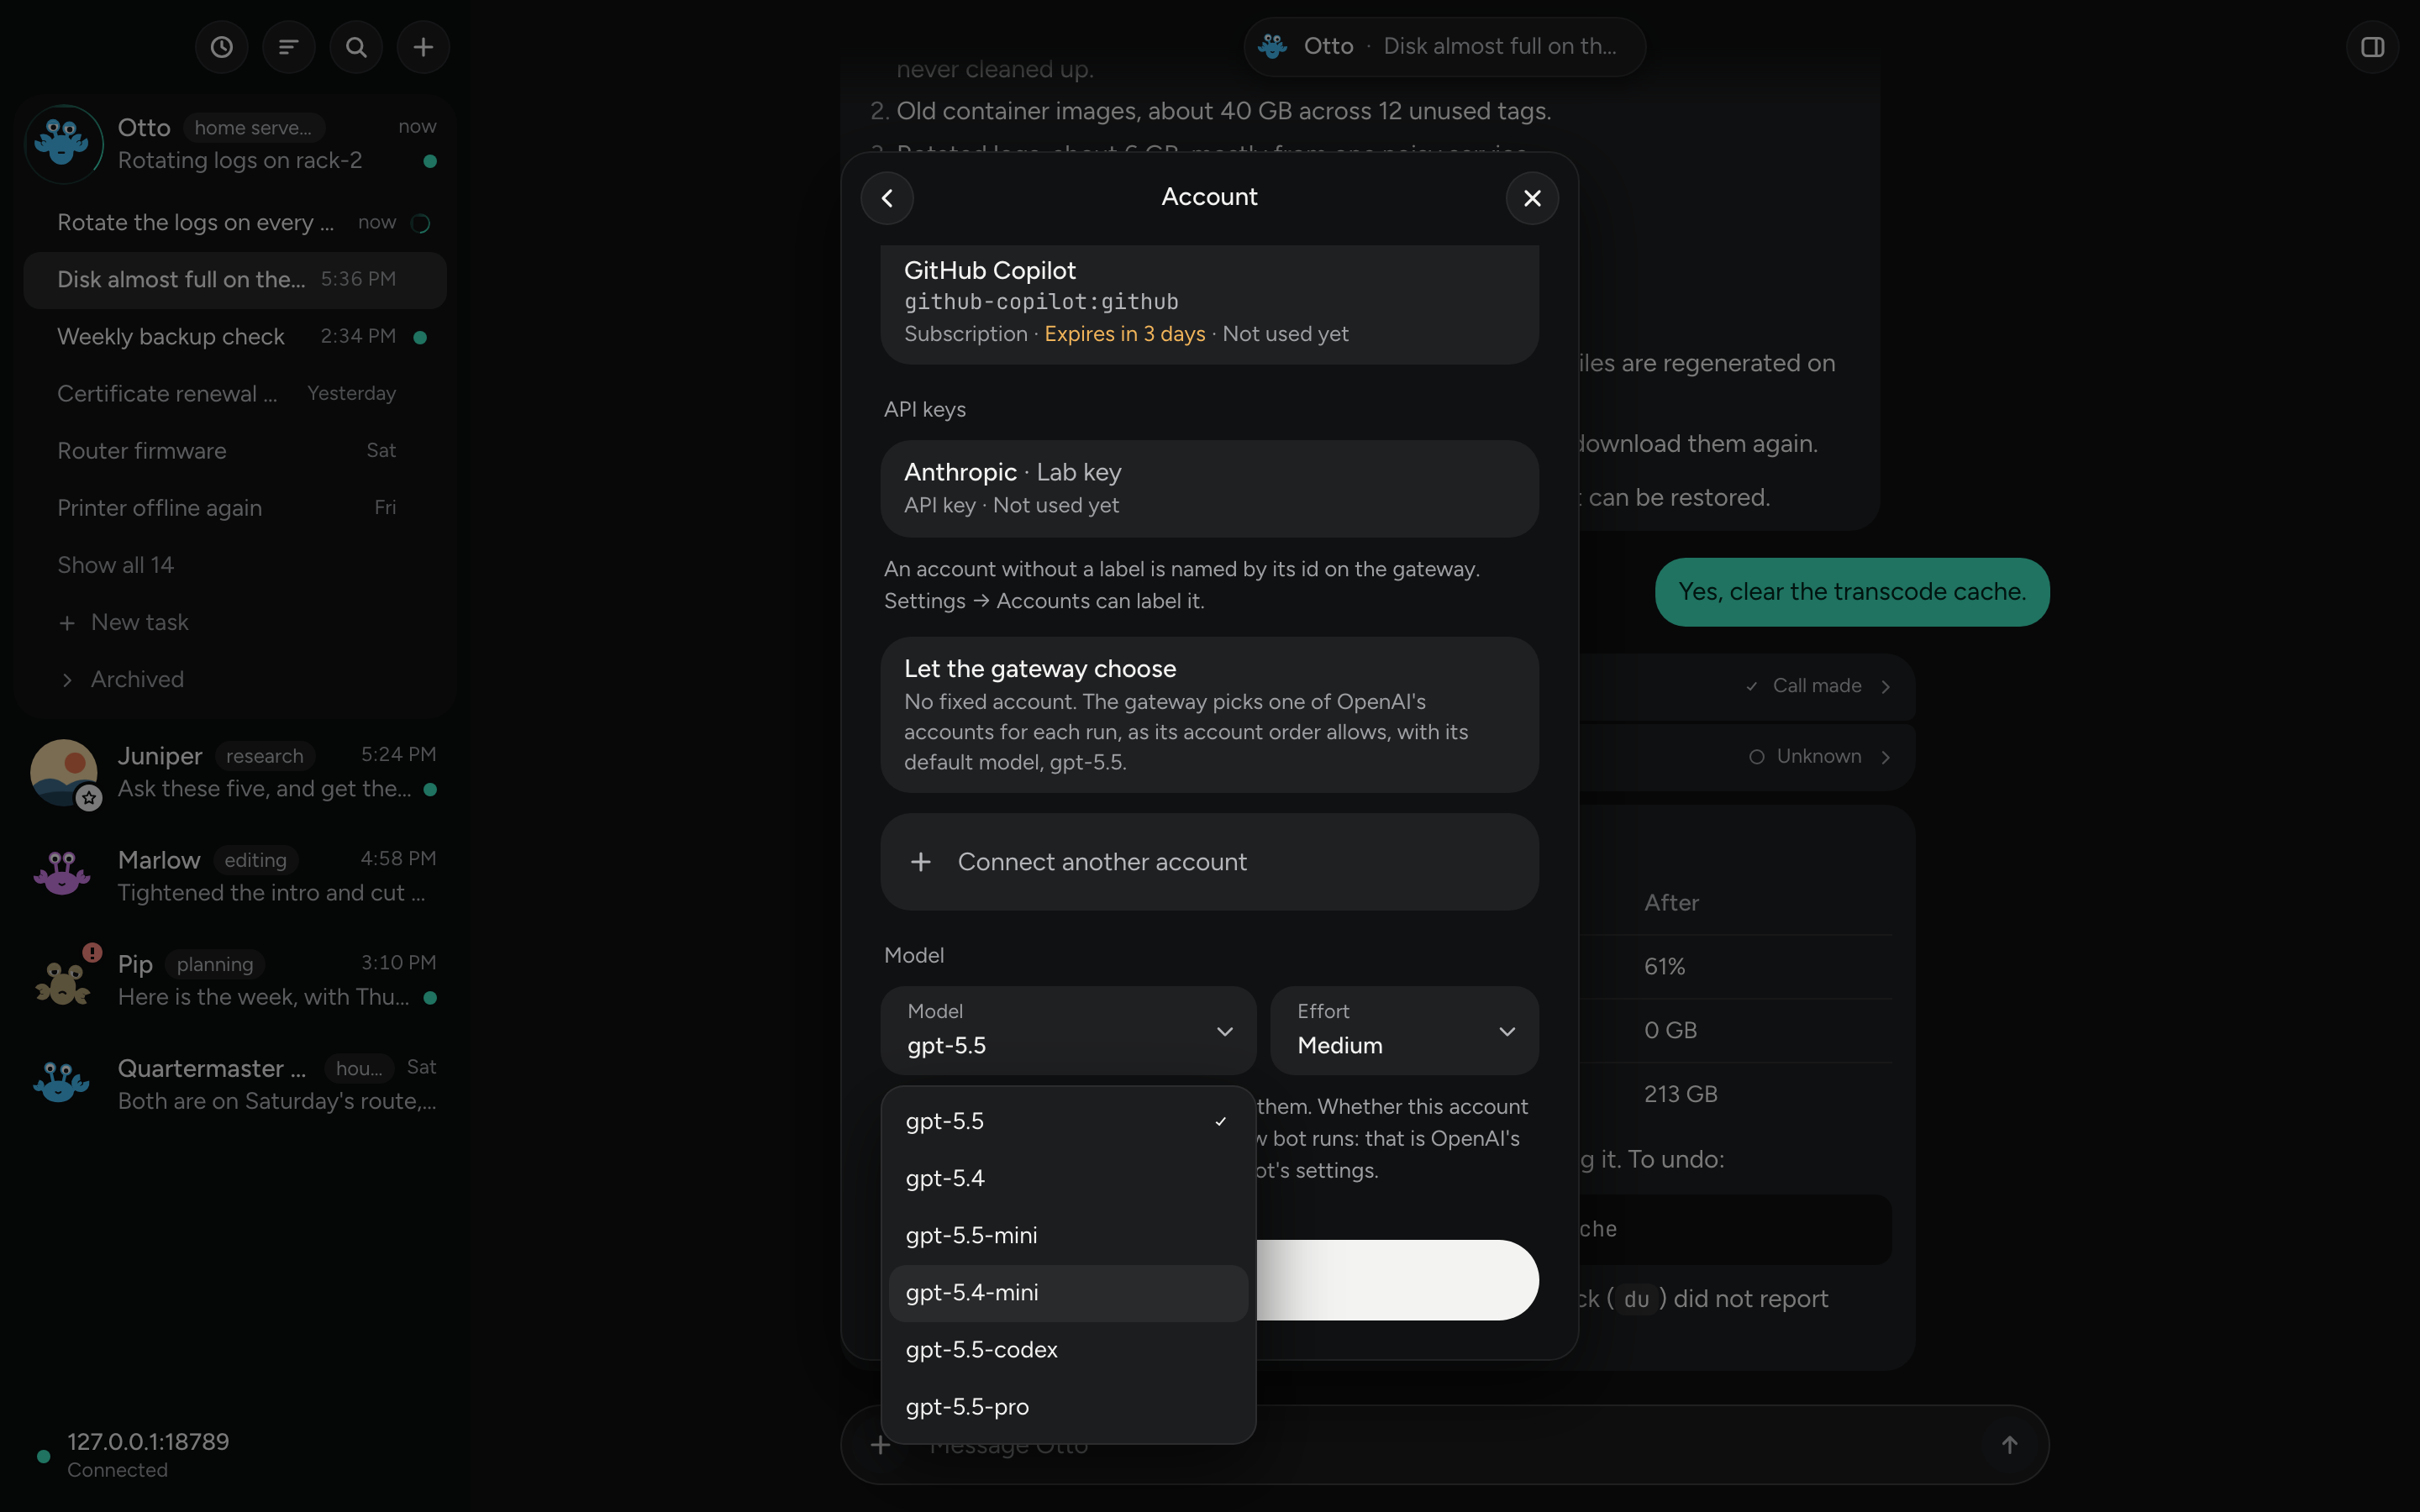 Otto
home serve...
now
Rotating logs on rack-2
Rotate the logs on every ...
now
Disk almost full on the...
5:36 PM
Weekly backup check
2:34 PM
Certificate renewal ...
Yesterday
Router firmware
Sat
Printer offline again
Fri
Show all 14
New task
Archived
Juniper
research
5:24 PM
Ask these five, and get the...
Marlow
editing
4:58 PM
Tightened the intro and cut ...
Pip
planning
3:10 PM
Here is the week, with Thu...
Quartermaster ...
hou...
Sat
Both are on Saturday's route,...
127.0.0.1:18789
Connected
Otto · Disk almost full on th...
never cleaned up.
2. Old container images, about 40 GB across 12 unused tags.
Account
GitHub Copilot
github-copilot:github
Subscription · Expires in 3 days · Not used yet
API keys
Anthropic · Lab key
API key · Not used yet
An account without a label is named by its id on the gateway.
Settings → Accounts can label it.
Let the gateway choose
No fixed account. The gateway picks one of OpenAI's
accounts for each run, as its account order allows, with its
default model, gpt-5.5.
Connect another account
Model
Model
gpt-5.5
Effort
Medium
gpt-5.5
gpt-5.4
gpt-5.5-mini
gpt-5.4-mini
gpt-5.5-codex
gpt-5.5-pro
them. Whether this account
bot runs: that is OpenAI's
settings.
are regenerated on
download them again.
can be restored.
Yes, clear the transcode cache.
Call made
Unknown
After
61%
0 GB
213 GB
it. To undo:
( du ) did not report
Message Otto